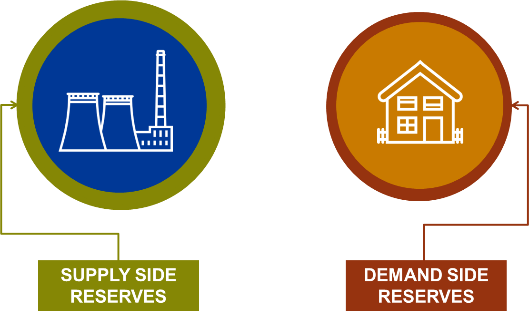 SUPPLY SIDE
RESERVES
DEMAND SIDE
RESERVES